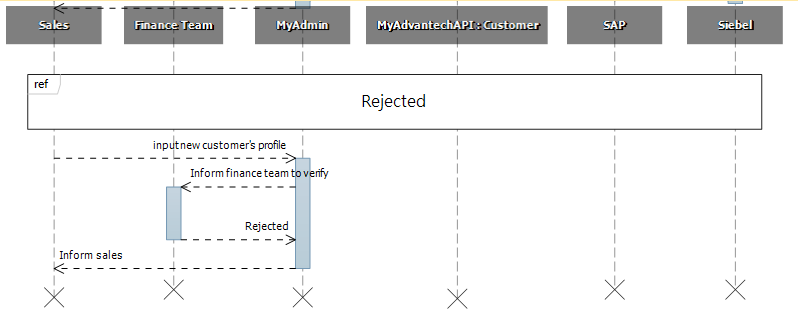 Sales
Finance Team
MyAdmin
MyAdvantechAPI : Customer
SAP
Siebel
ref
Rejected
input new customer's profile
Inform finance team to verify
Rejected
Inform sales